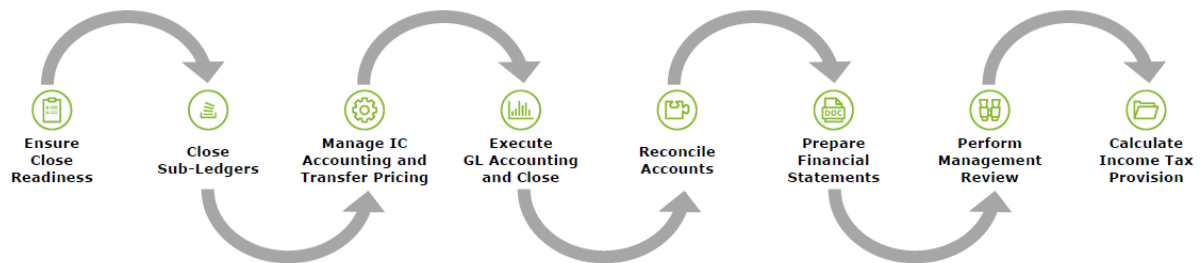 Ensure
Close
Readiness
Close
Sub-Ledgers
Manage IC
Accounting and
Transfer Pricing
Execute
GL Accounting
and Close
Reconcile
Accounts
DOC
Prepare
Financial
Statements
Perform
Management
Review
Calculate
Income Tax
Provision